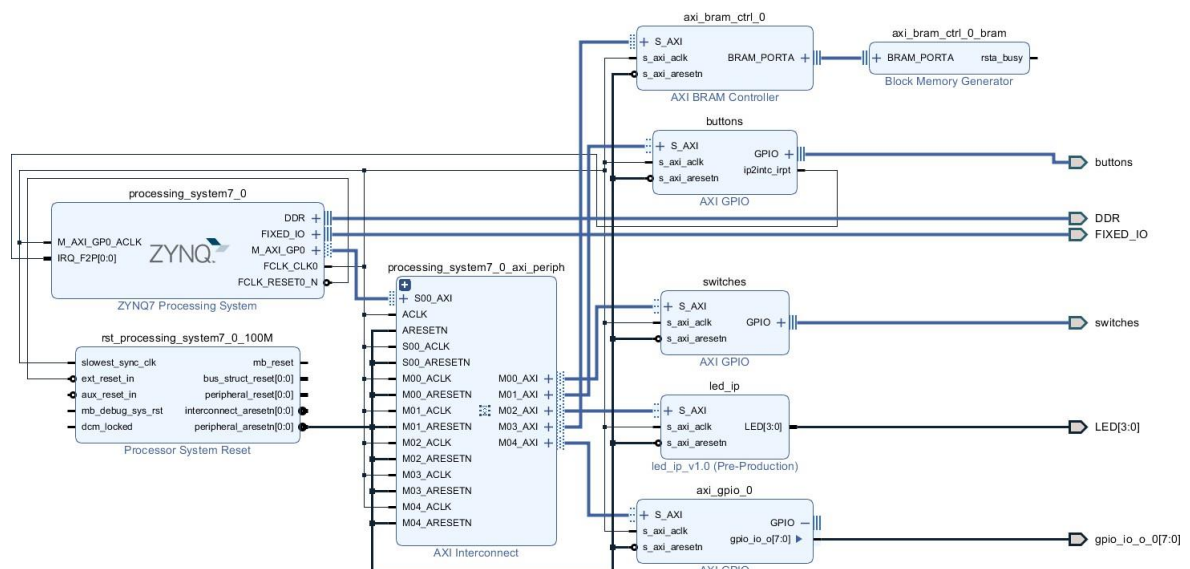 axi_bram_ctrl_0
S_AXI
s_axi_aclk
s_axi_aresetn
BRAM_PORTA
AXI BRAM Controller
axi_bram_ctrl_0_bram
BRAM_PORTA
rsta_busy
Block Memory Generator
buttons
S_AXI
s_axi_aclk
s_axi_aresetn
GPIO
ip2intc_irpt
AXI GPIO
buttons
DDR
FIXED_IO
processing_system7_0
M_AXI_GP0_ACLK
IRQ_F2P[0:0]
ZYNQ
DDR
FIXED_IO
M_AXI_GP0
FCLK_CLK0
FCLK_RESET0_N
ZYNQ7 Processing System
rst_processing_system7_0_100M
slowest_sync_clk
ext_reset_in
aux_reset_in
mb_debug_sys_rst
dcm_locked
mb_reset
bus_struct_reset[0:0]
peripheral_reset[0:0]
interconnect_aresetn[0:0]
peripheral_aresetn[0:0]
Processor System Reset
processing_system7_0_axi_periph
S00_AXI
ACLK
ARESETN
S00_ACLK
S00_ARESETN
M00_ACLK
M00_ARESETN
M01_ACLK
M01_ARESETN
M02_ACLK
M02_ARESETN
M03_ACLK
M03_ARESETN
M04_ACLK
M04_ARESETN
M00_AXI
M01_AXI
M02_AXI
M03_AXI
M04_AXI
AXI Interconnect
switches
S_AXI
s_axi_aclk
s_axi_aresetn
GPIO
AXI GPIO
switches
led_ip
S_AXI
s_axi_aclk
s_axi_aresetn
LED[3:0]
led_ip_v1.0 (Pre-Production)
LED[3:0]
axi_gpio_0
S_AXI
s_axi_aclk
s_axi_aresetn
GPIO
gpio_io_o[7:0]
AXI GPIO
gpio_io_o_0[7:0]